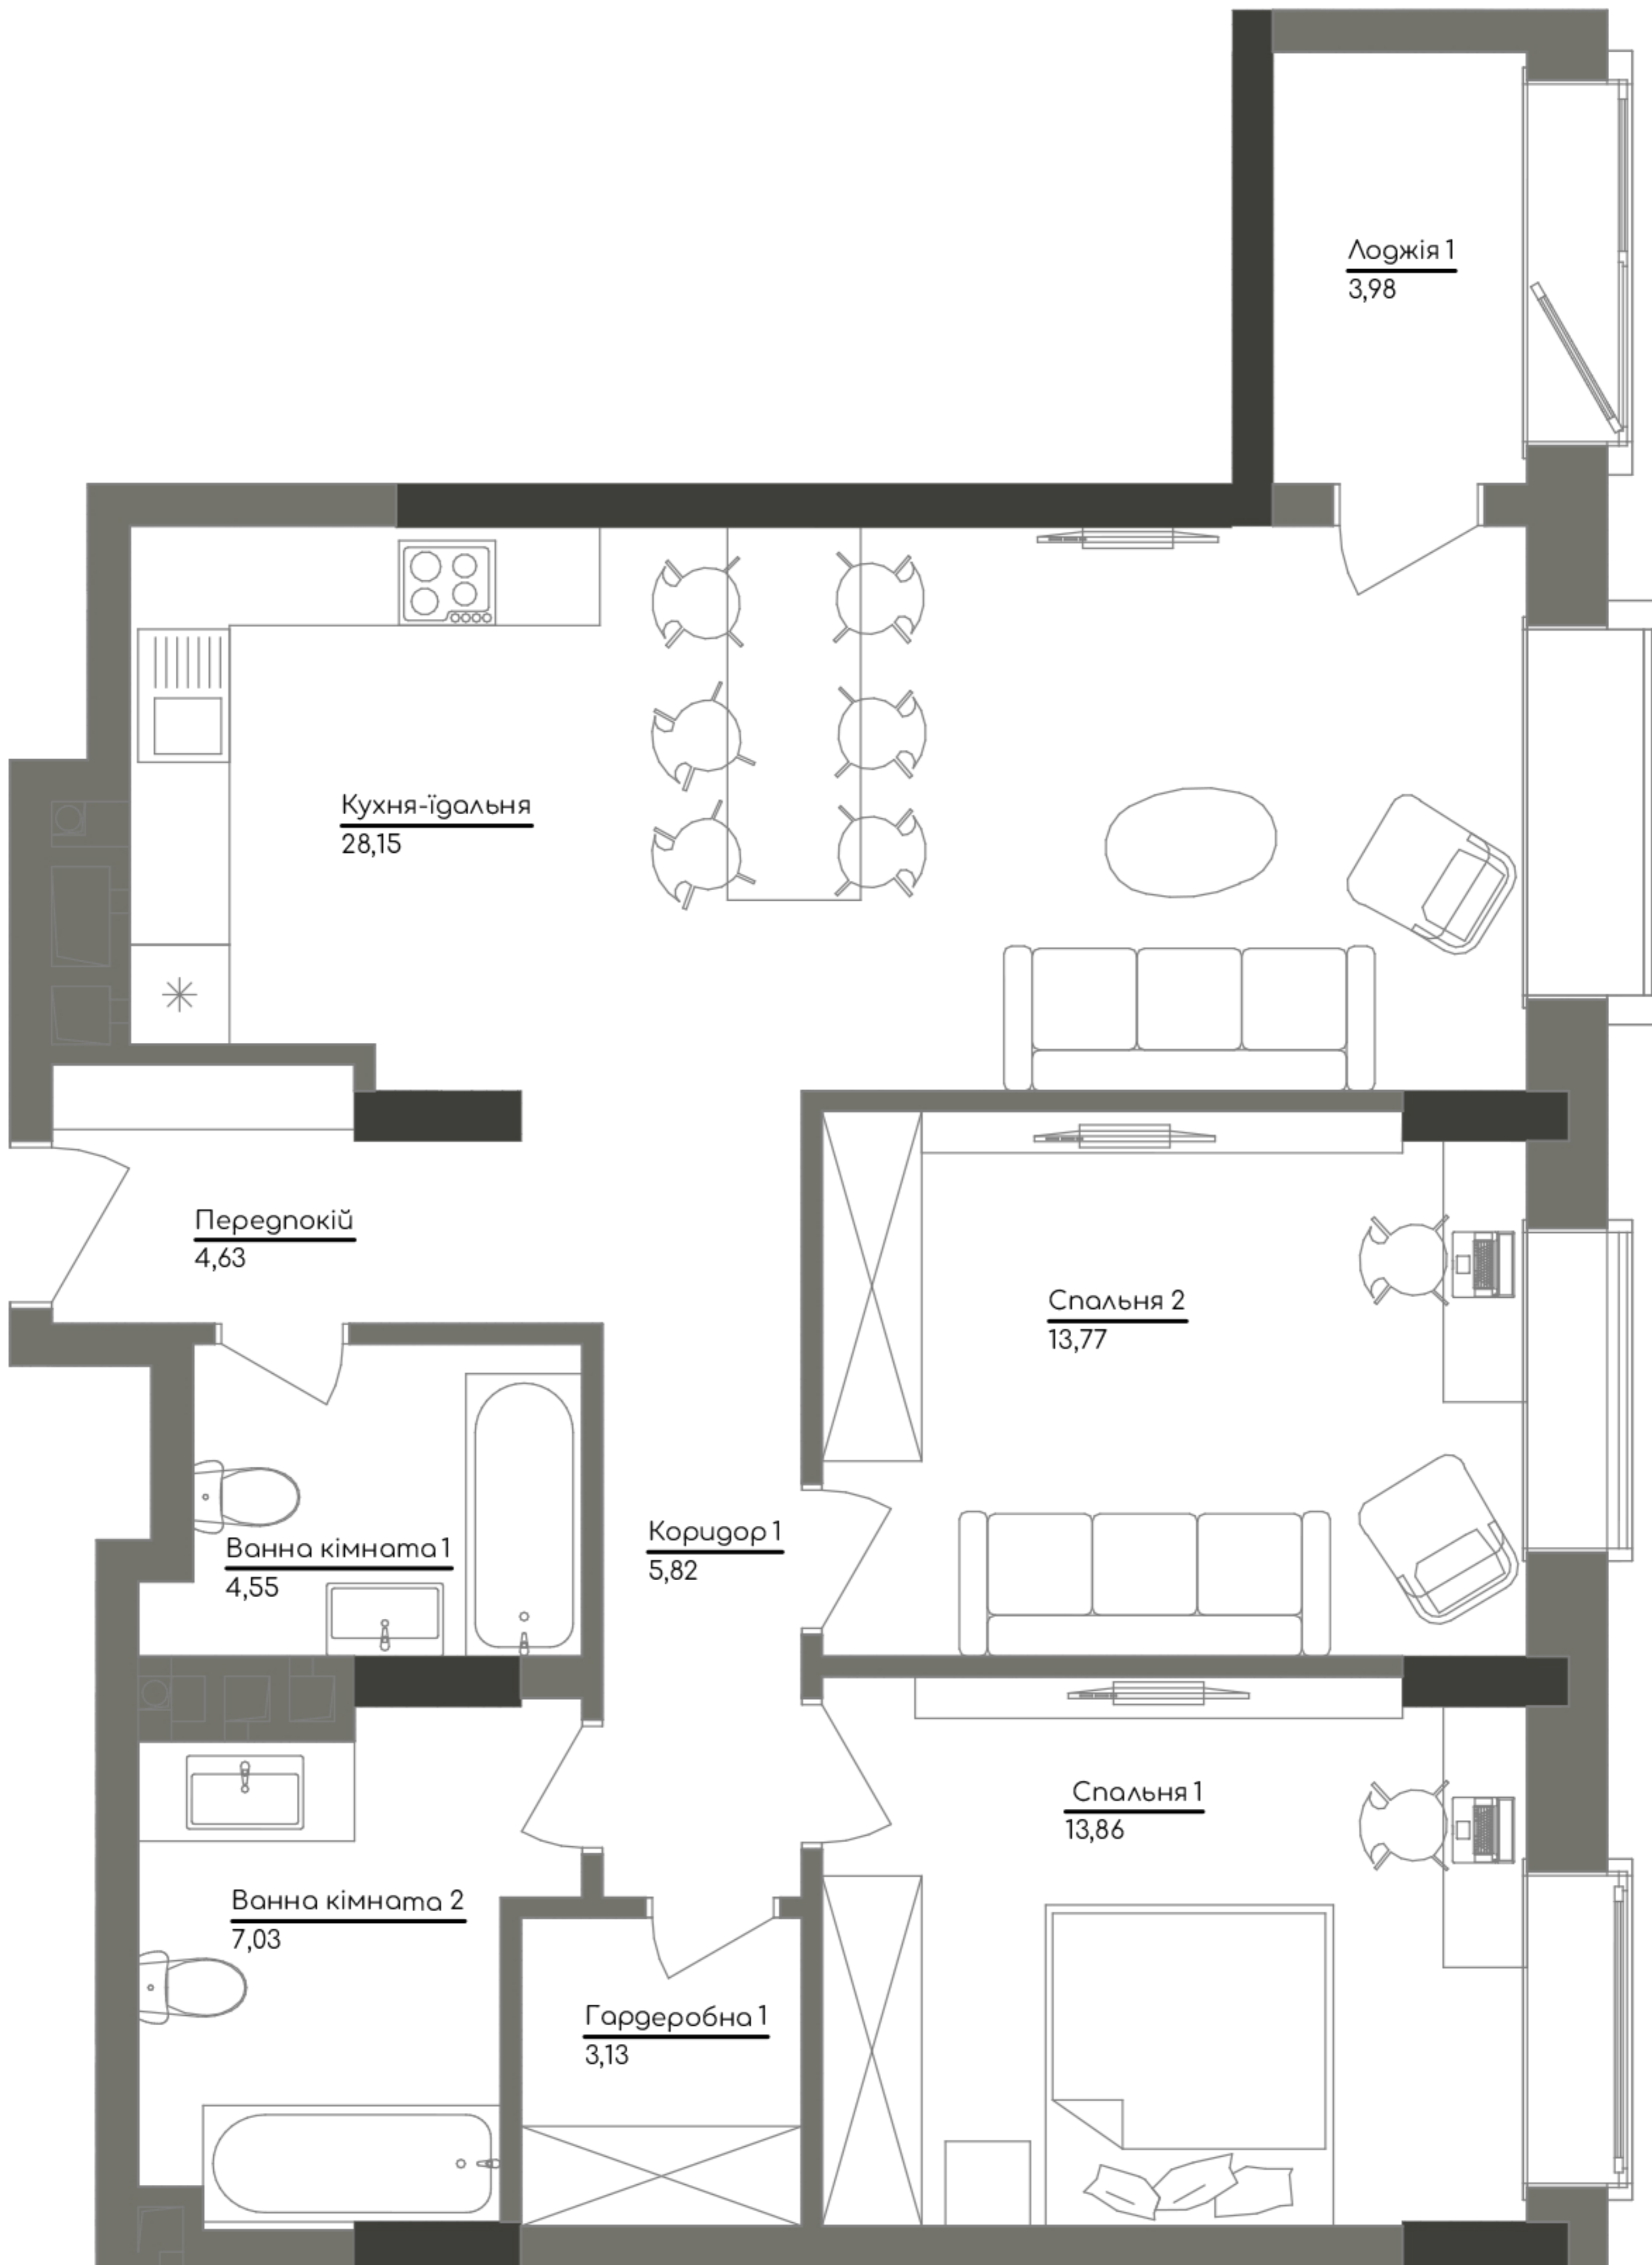 Лоджія 1
3,98
Кухня-їдальня
28,15
Передпокій
4,63
Спальня 2
13,77
Ванна кімната 1
4,55
Коридор 1
5,82
Спальня 1
13,86
Ванна кімната 2
7,03
Гардеробна 1
3,13